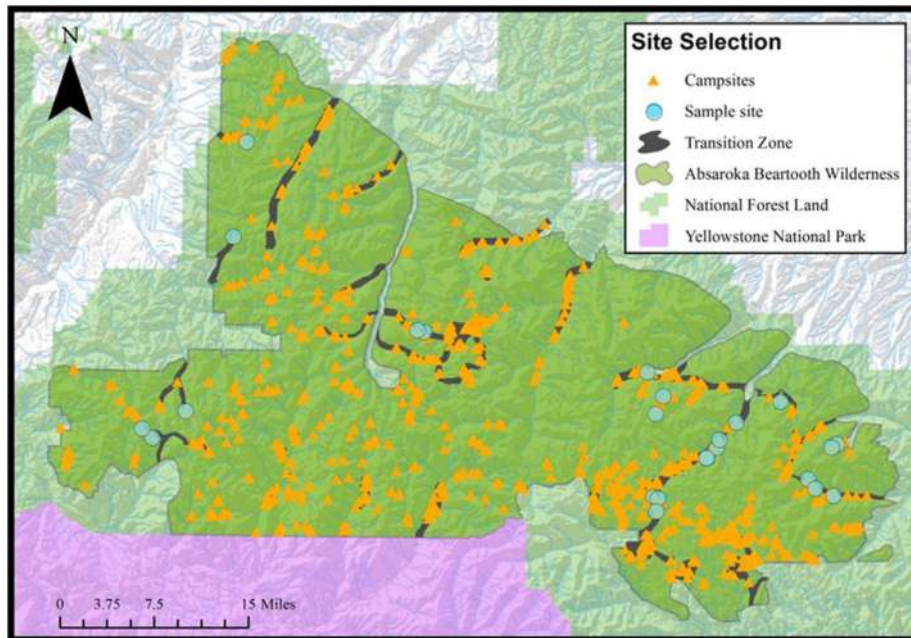 N
Site Selection
Campsites
Sample site
Transition Zone
Absaroka Beartooth Wilderness
National Forest Land
Yellowstone National Park
0 3.75 7.5 15 Miles